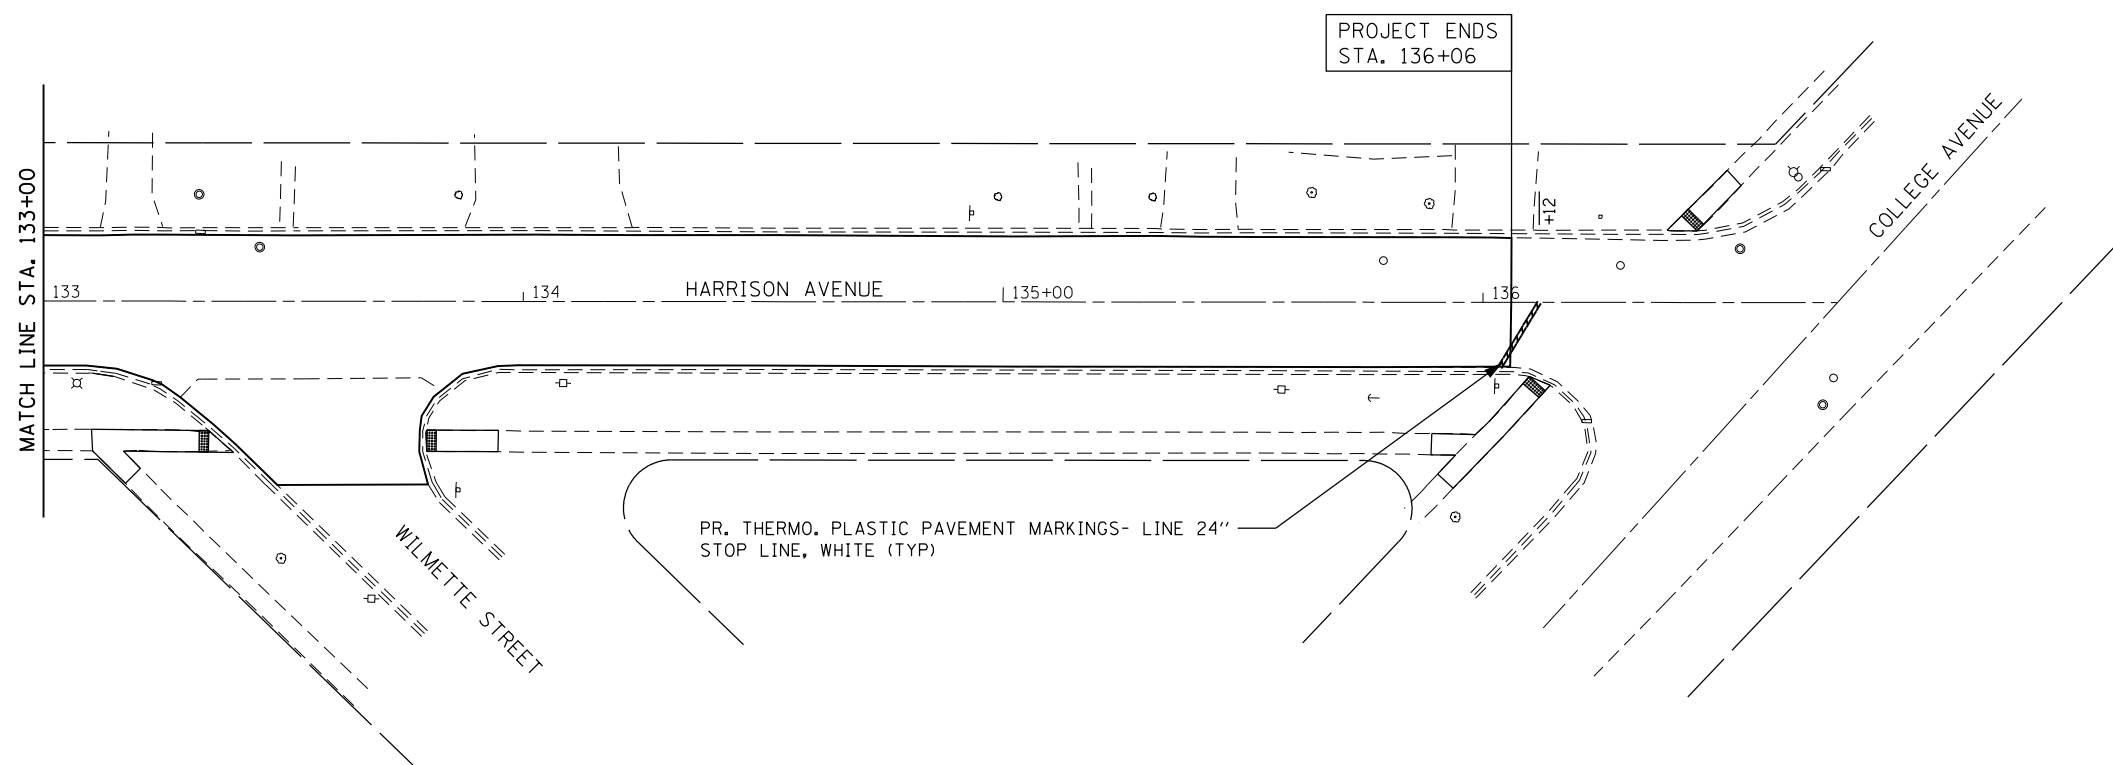 PROJECT ENDS
STA. 136+06
MATCH LINE STA. 133+00
+12
COLLEGE AVENUE
133
134
HARRISON AVENUE
135+00
136
PR. THERMO. PLASTIC PAVEMENT MARKINGS- LINE 24''
STOP LINE, WHITE (TYP)
WILMETTE STREET